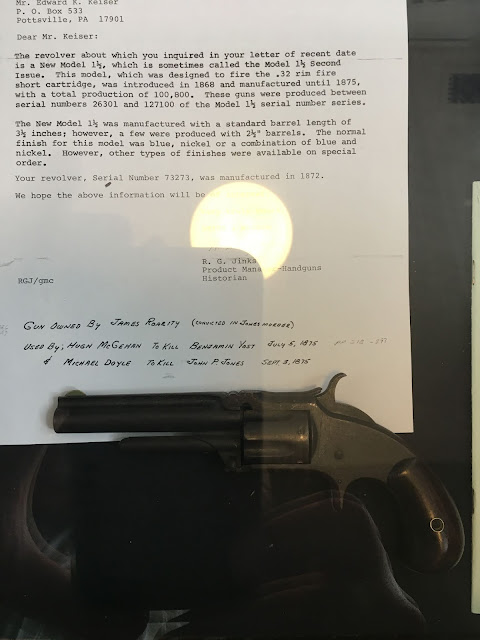 Mr. Edward K. Keiser
P. O. Box 533
Pottsville, PA 17901
Dear Mr. Keiser:
The revolver about which you inquired in your letter of recent date
is a New Model 1½, which is sometimes called the Model 1½ Second
Issue. This model, which was designed to fire the .32 rim fire
short cartridge, was introduced in 1868 and manufactured until 1875,
with a total production of 100,800. These guns were produced between
serial numbers 26301 and 127100 of the Model 1½ serial number series.
The New Model 1½ was manufactured with a standard barrel length of
3½ inches; however, a few were produced with 2½" barrels. The normal
finish for this model was blue, nickel or a combination of blue and
nickel. However, other types of finishes were available on special
order.
Your revolver, Serial Number 73273, was manufactured in 1872.
We hope the above information will be
R. G. Jinks
Product Manager-Handguns
Historian
RGJ/gmc
GUN OWNED BY JAMES ROARITY (CONVICTED IN JONES MURDER)
USED BY; HUGH McGEHAN TO KILL BENJAMIN YOST JULY 5, 1875
& MICHAEL DOYLE TO KILL JOHN P. JONES SEPT 3, 1875